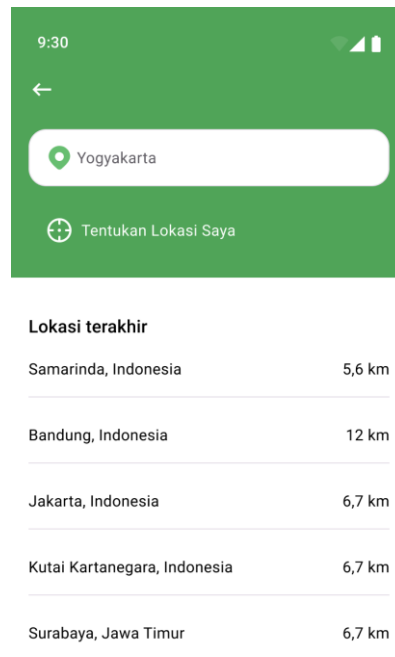 9:30
Yogyakarta
Tentukan Lokasi Saya
Lokasi terakhir
Samarinda, Indonesia 5,6 km
Bandung, Indonesia 12 km
Jakarta, Indonesia 6,7 km
Kutai Kartanegara, Indonesia 6,7 km
Surabaya, Jawa Timur 6,7 km